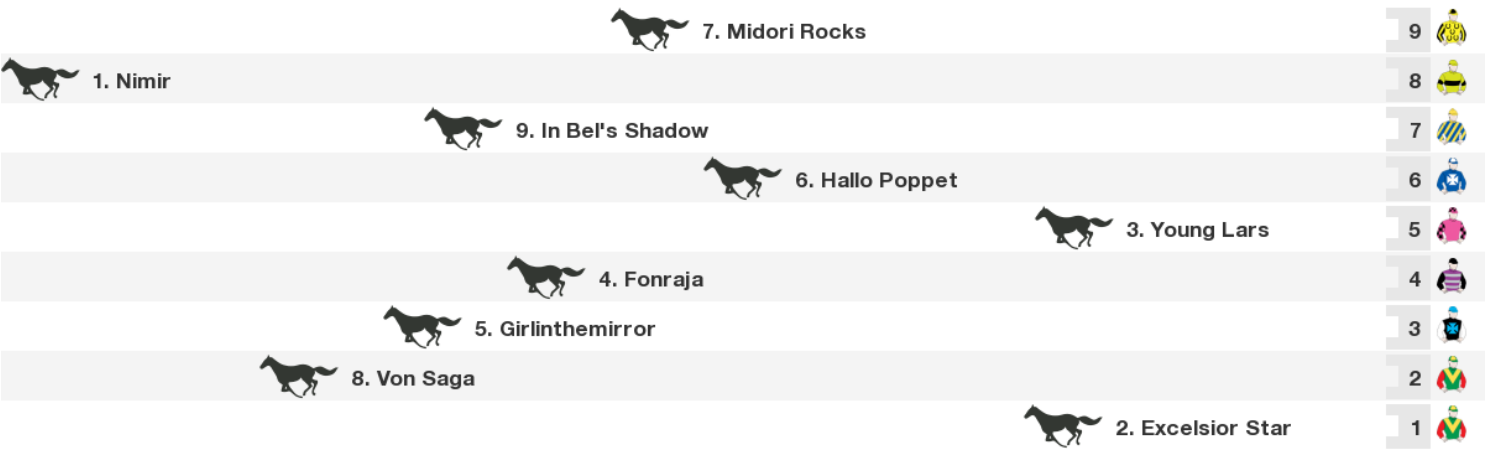 7. Midori Rocks 9
1. Nimir 8
9. In Bel's Shadow 7
6. Hallo Poppet 6
3. Young Lars 5
4. Fonraja 4
5. Girlinthemirror 3
8. Von Saga 2
2. Excelsior Star 1